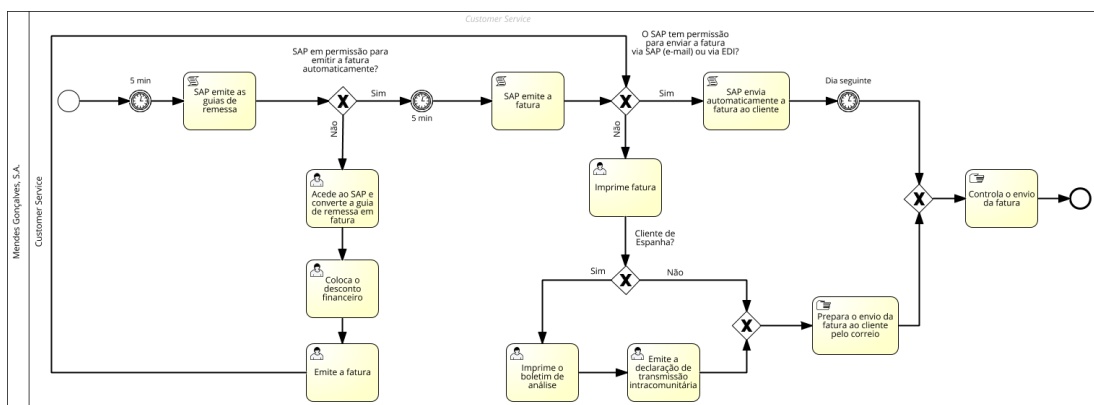 Customer Service
Mendes Gonçalves, S.A.
Customer Service
5 min
SAP emite as
guias de
remessa
SAP em permissão para
emitir a fatura
automaticamente?
Sim
Não
5 min
SAP emite a
fatura
O SAP tem permissão
para enviar a fatura
via SAP (e-mail) ou via EDI?
Sim
Não
SAP envia
automaticamente a
fatura ao cliente
Dia seguinte
Acede ao SAP e
converte a guia
de remessa em
fatura
Coloca o
desconto
financeiro
Emite a fatura
Imprime fatura
Cliente de
Espanha?
Sim
Não
Imprime o
boletim de
análise
Emite a
declaração de
transmissão
intracomunitária
Prepara o envio da
fatura ao cliente
pelo correio
Controla o envio
da fatura